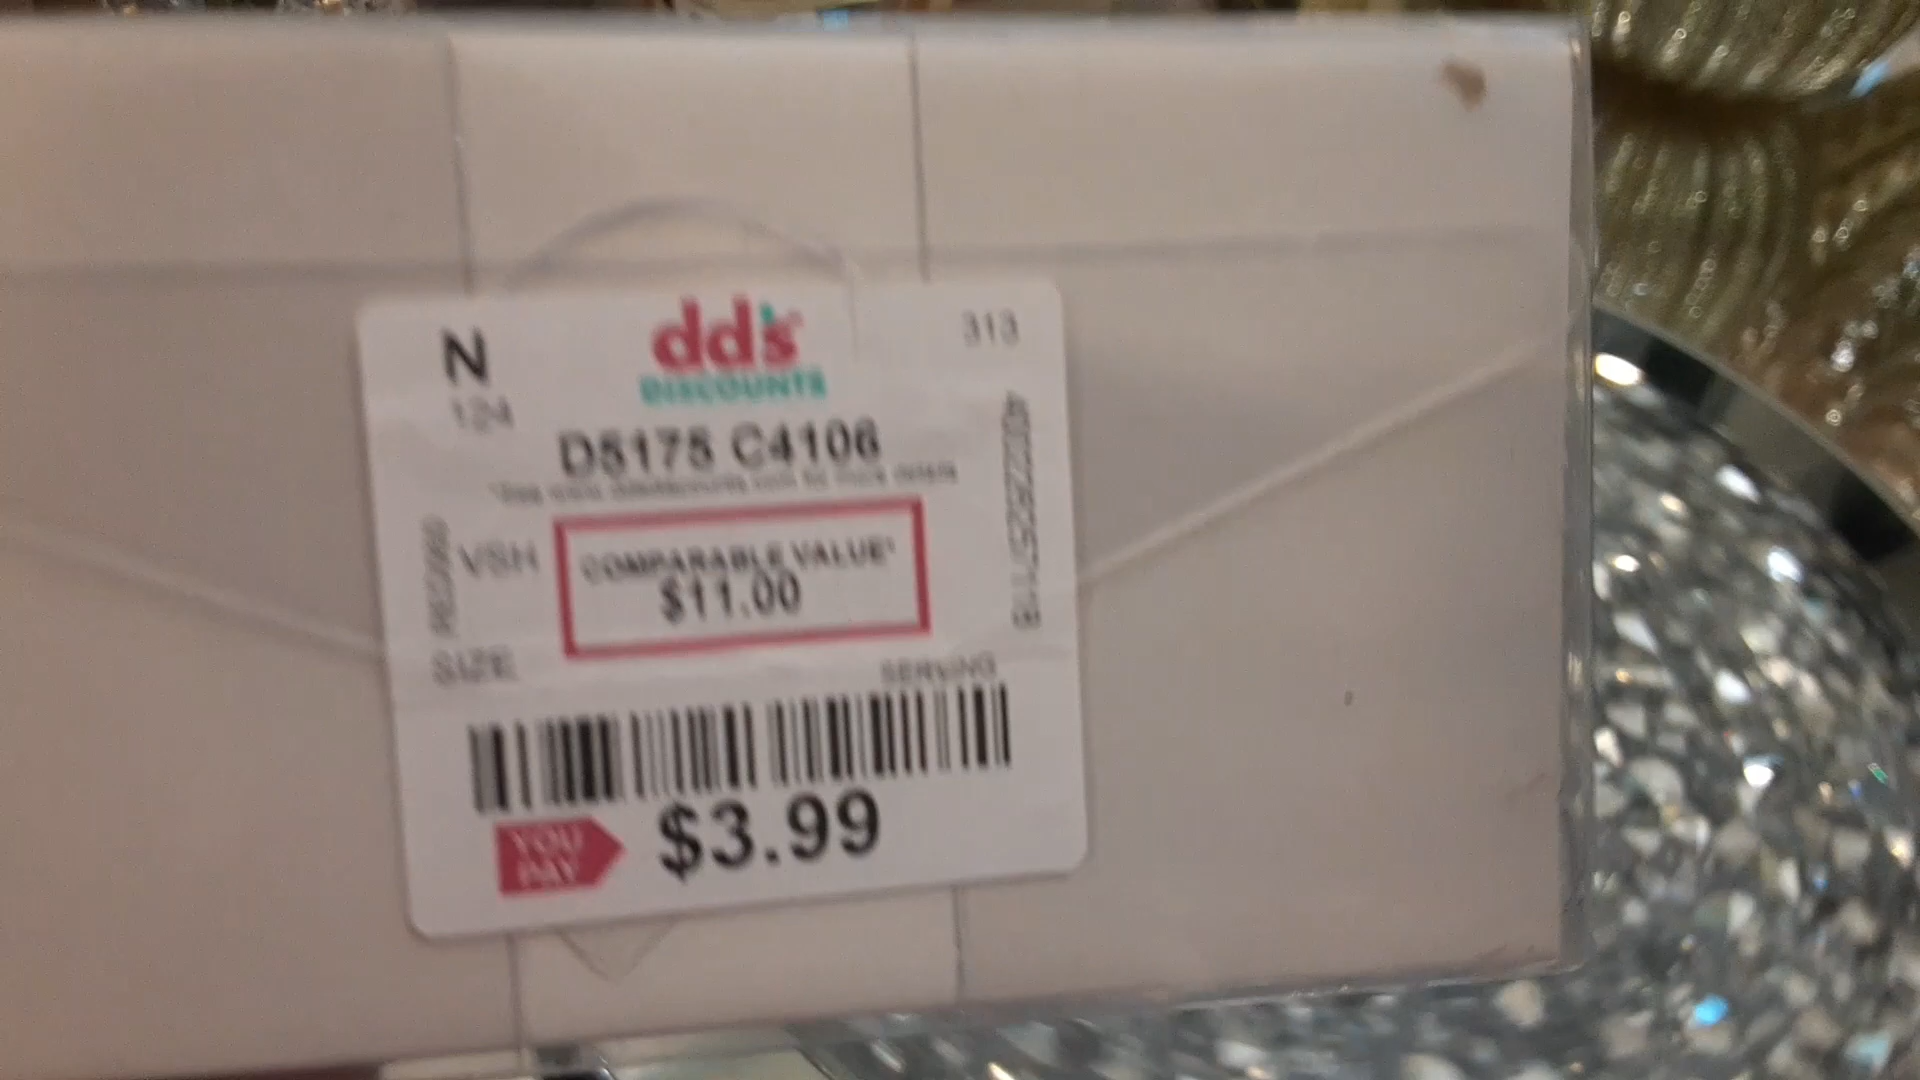 N
dd's
DISCOUNTS
313
124
D5175 C4106
VSH
COMPARABLE VALUE*
$11.00
SIZE
SERVING
YOU
PAY
$3.99